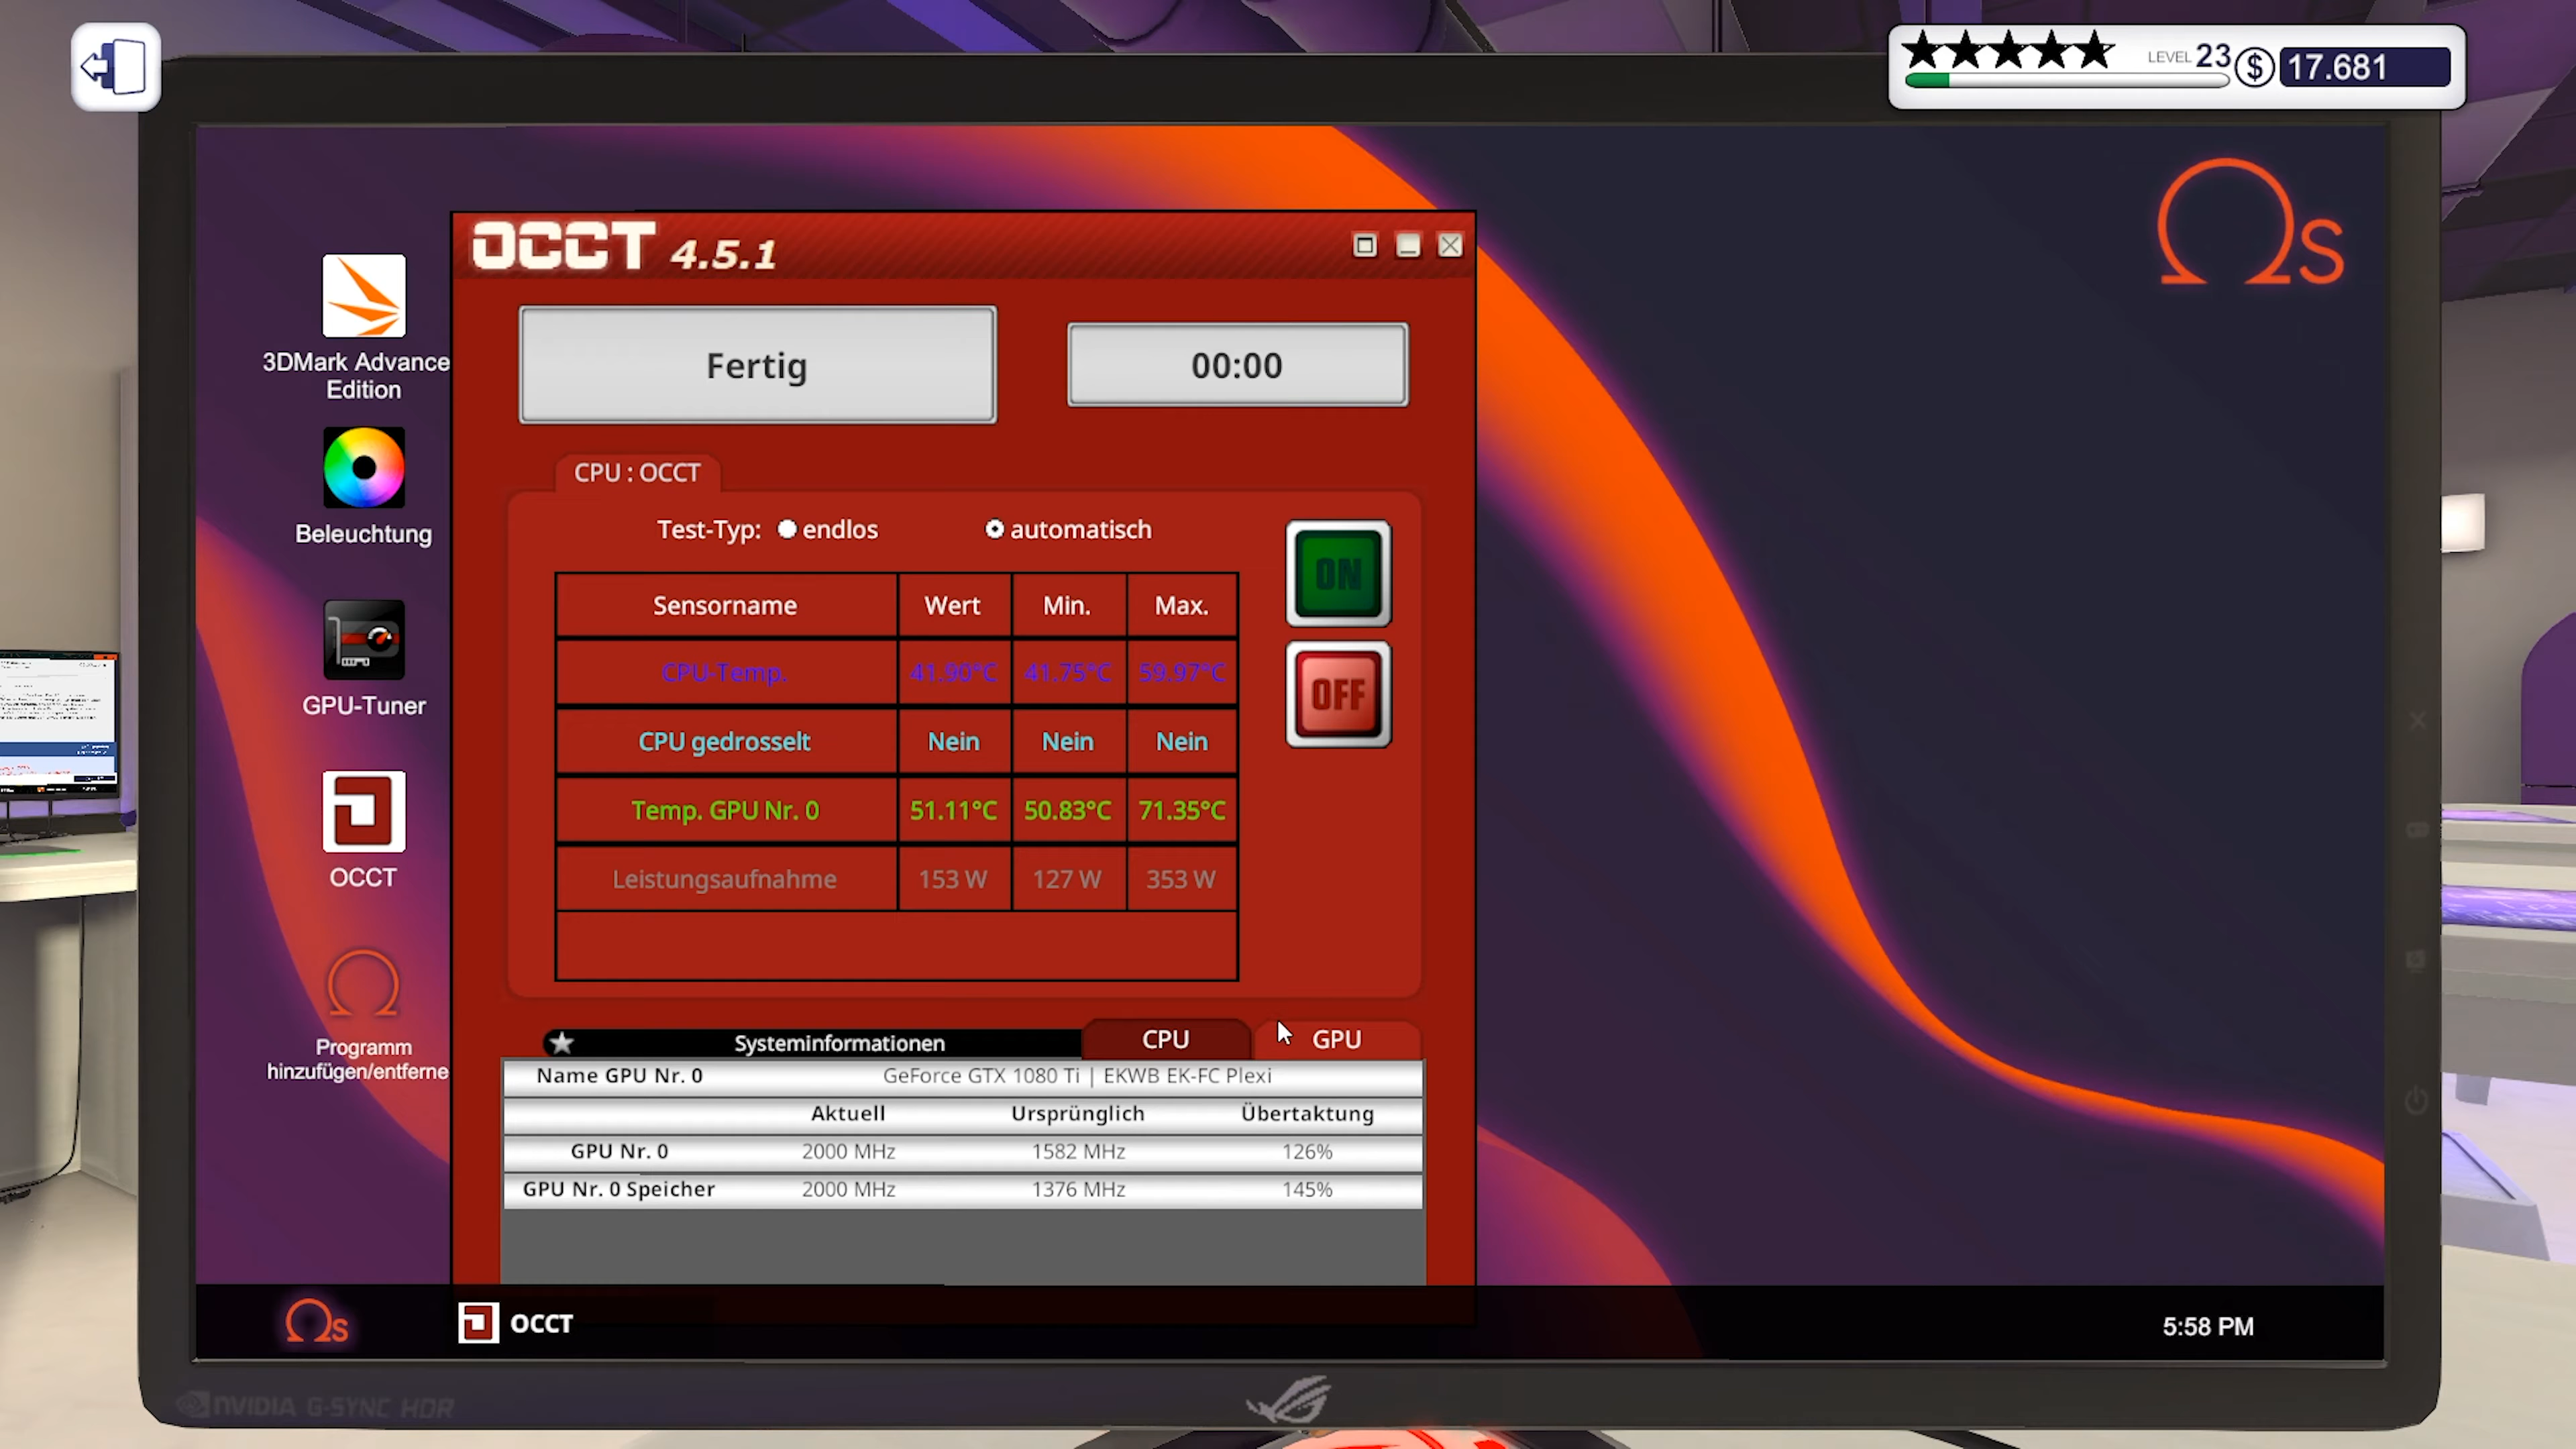 LEVEL 23
$ 17.681
Ωs
OCCT 4.5.1
3DMark Advance
Edition
Beleuchtung
GPU-Tuner
OCCT
Programm
hinzufügen/entferne
Fertig
00:00
CPU : OCCT
Test-Typ: endlos automatisch
Sensorname Wert Min. Max.
CPU-Temp. 41.90°C 41.75°C 59.97°C
CPU gedrosselt Nein Nein Nein
Temp. GPU Nr. 0 51.11°C 50.83°C 71.35°C
Leistungsaufnahme 153 W 127 W 353 W
ON
OFF
Systeminformationen CPU GPU
Name GPU Nr. 0 GeForce GTX 1080 Ti | EKWB EK-FC Plexi
Aktuell Ursprünglich Übertaktung
GPU Nr. 0 2000 MHz 1582 MHz 126%
GPU Nr. 0 Speicher 2000 MHz 1376 MHz 145%
Ωs OCCT 5:58 PM
NVIDIA G-SYNC HDR